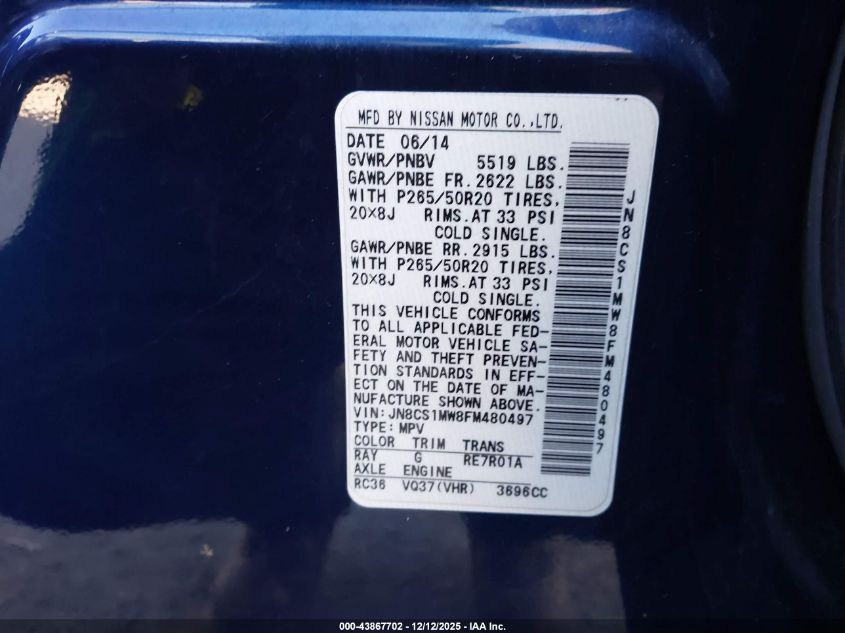 MFD BY NISSAN MOTOR CO.,LTD.
DATE 06/14
GVWR/PNBV 5519 LBS.
GAWR/PNBE FR. 2622 LBS.
WITH P265/50R20 TIRES,
20×8J RIMS. AT 33 PSI
COLD SINGLE.
GAWR/PNBE RR. 2915 LBS.
WITH P265/50R20 TIRES,
20×8J RIMS. AT 33 PSI
COLD SINGLE.
THIS VEHICLE CONFORMS
TO ALL APPLICABLE FED-
ERAL MOTOR VEHICLE SA-
FETY AND THEFT PREVEN-
TION STANDARDS IN EFF-
ECT ON THE DATE OF MA-
NUFACTURE SHOWN ABOVE.
VIN: JN8CS1MW8FM480497
TYPE: MPV
COLOR TRIM TRANS
RAY G RE7R01A
AXLE ENGINE
RC36 VQ37(VHR) 3696CC
JN8CS1MW8FM480497
000-43867702 - 12/12/2025 - IAA Inc.